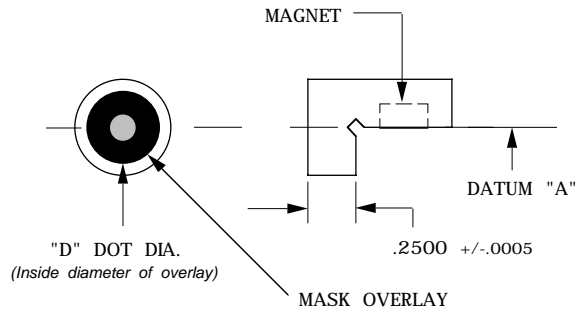 MAGNET
DATUM "A"
"D" DOT DIA.
(Inside diameter of overlay)
.2500 +/-.0005
MASK OVERLAY